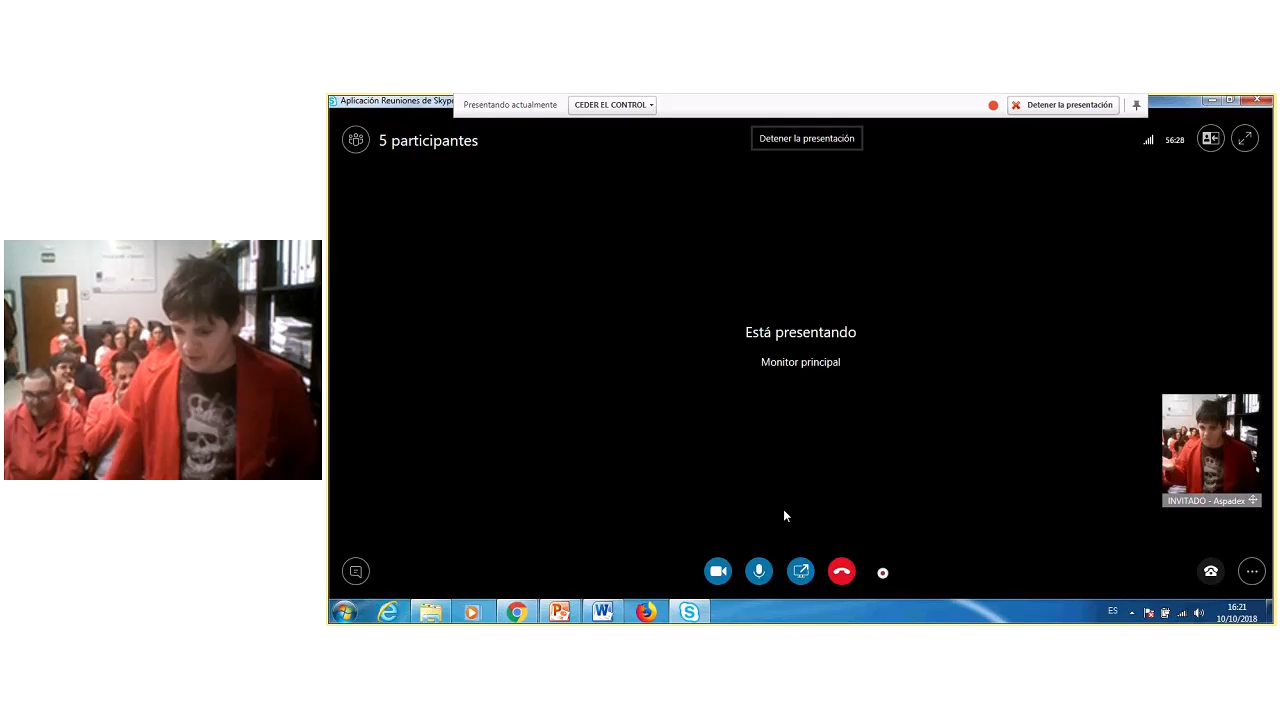 Aplicación Reuniones de Skype
Presentando actualmente
CEDER EL CONTROL
Detener la presentación
5 participantes
Detener la presentación
56:28
Está presentando
Monitor principal
INVITADO - Aspadex
ES
16:21
10/10/2018